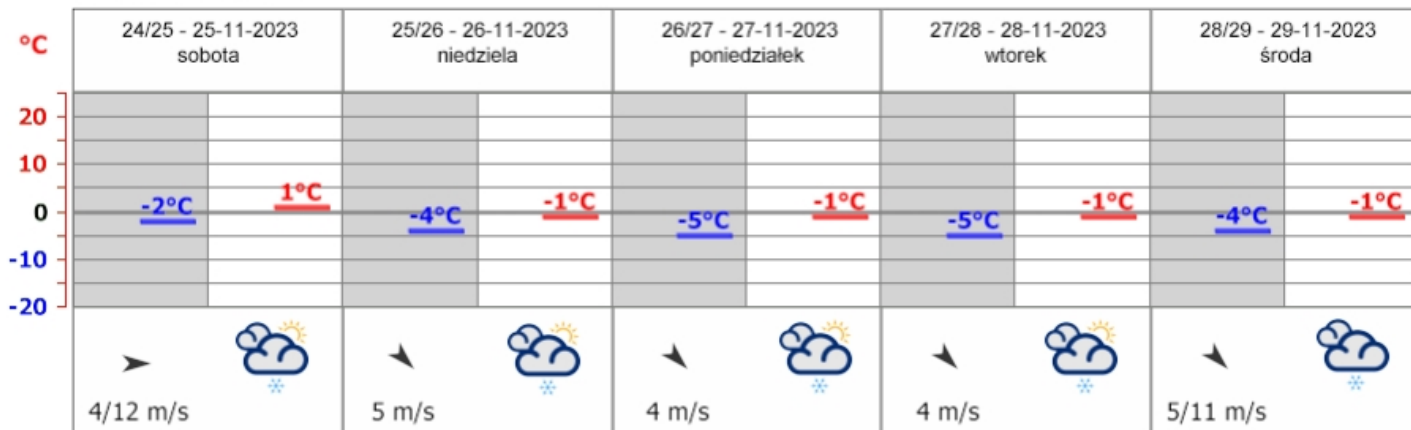 °C
24/25 - 25-11-2023
sobota
25/26 - 26-11-2023
niedziela
26/27 - 27-11-2023
poniedziałek
27/28 - 28-11-2023
wtorek
28/29 - 29-11-2023
środa
20
10
0
-10
-20
-2°C
1°C
-4°C
-1°C
-5°C
-1°C
-5°C
-1°C
-4°C
-1°C
4/12 m/s
5 m/s
4 m/s
4 m/s
5/11 m/s